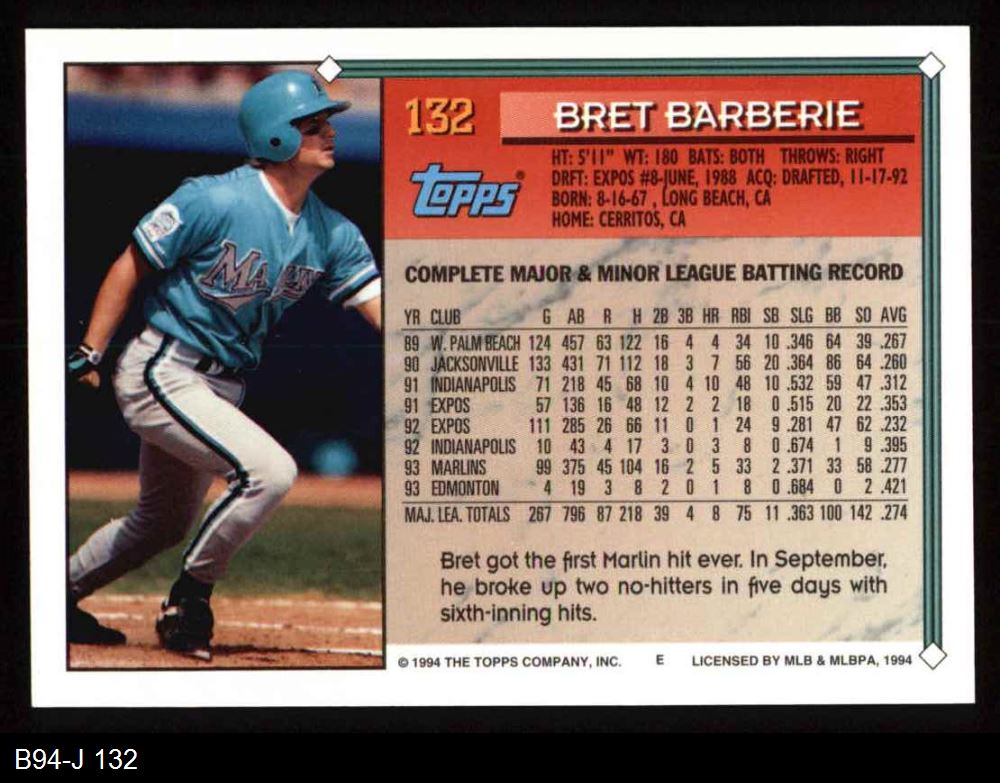 132
BRET BARBERIE
Topps
HT: 5'11" WT: 180 BATS: BOTH THROWS: RIGHT
DRFT: EXPOS #8-JUNE, 1988 ACQ: DRAFTED, 11-17-92
BORN: 8-16-67 , LONG BEACH, CA
HOME: CERRITOS, CA
Marlins
COMPLETE MAJOR & MINOR LEAGUE BATTING RECORD
YR CLUB G AB R H 2B 3B HR RBI SB SLG BB SO AVG
89 W. PALM BEACH 124 457 63 122 16 4 4 34 10 .346 64 39 .267
90 JACKSONVILLE 133 431 71 112 18 3 7 56 20 .364 86 64 .260
91 INDIANAPOLIS 71 218 45 68 10 4 10 48 10 .532 59 47 .312
91 EXPOS 57 136 16 48 12 2 2 18 0 .515 20 22 .353
92 EXPOS 111 285 26 66 11 0 1 24 9 .281 47 62 .232
92 INDIANAPOLIS 10 43 4 17 3 0 3 8 0 .674 1 9 .395
93 MARLINS 99 375 45 104 16 2 5 33 2 .371 33 58 .277
93 EDMONTON 4 19 3 8 2 0 1 8 0 .684 0 2 .421
MAJ. LEA. TOTALS 267 796 87 218 39 4 8 75 11 .363 100 142 .274
Bret got the first Marlin hit ever. In September,
he broke up two no-hitters in five days with
sixth-inning hits.
© 1994 THE TOPPS COMPANY, INC. E LICENSED BY MLB & MLBPA, 1994
B94-J 132